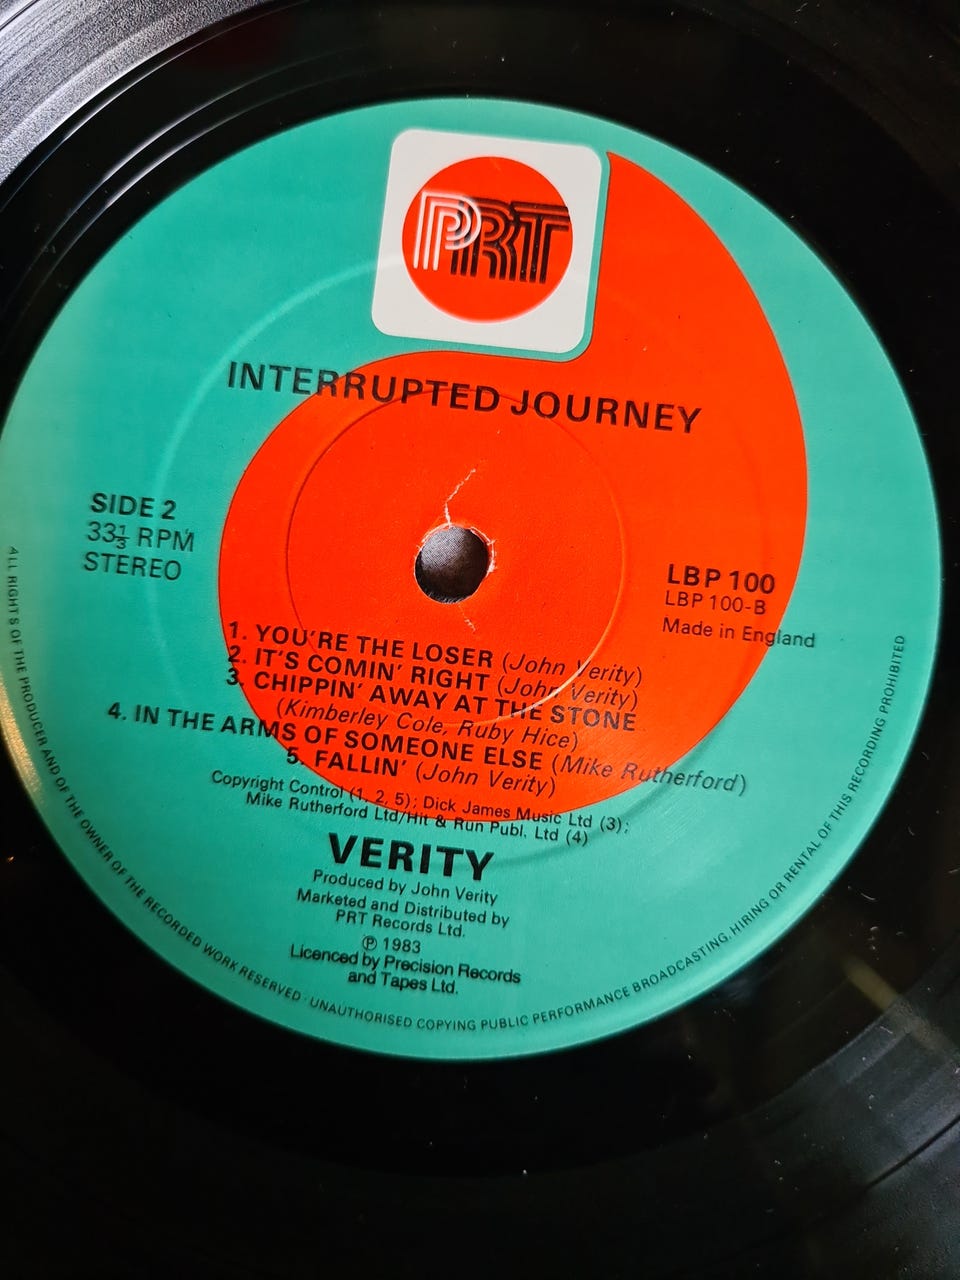 PRT
INTERRUPTED JOURNEY
SIDE 2
33⅓ RPM
STEREO
LBP 100
LBP 100-B
Made in England
1. YOU'RE THE LOSER (John Verity)
2. IT'S COMIN' RIGHT (John Verity)
3. CHIPPIN' AWAY AT THE STONE
(Kimberley Cole, Ruby Hice)
4. IN THE ARMS OF SOMEONE ELSE (Mike Rutherford)
5. FALLIN' (John Verity)
Copyright Control (1, 2, 5); Dick James Music Ltd (3);
Mike Rutherford Ltd/Hit & Run Publ. Ltd (4)
VERITY
Produced by John Verity
Marketed and Distributed by
PRT Records Ltd.
℗ 1983
Licenced by Precision Records
and Tapes Ltd.
ALL RIGHTS OF THE PRODUCER AND OF THE OWNER OF THE RECORDED WORK RESERVED · UNAUTHORISED COPYING PUBLIC PERFORMANCE BROADCASTING, HIRING OR RENTAL OF THIS RECORDING PROHIBITED